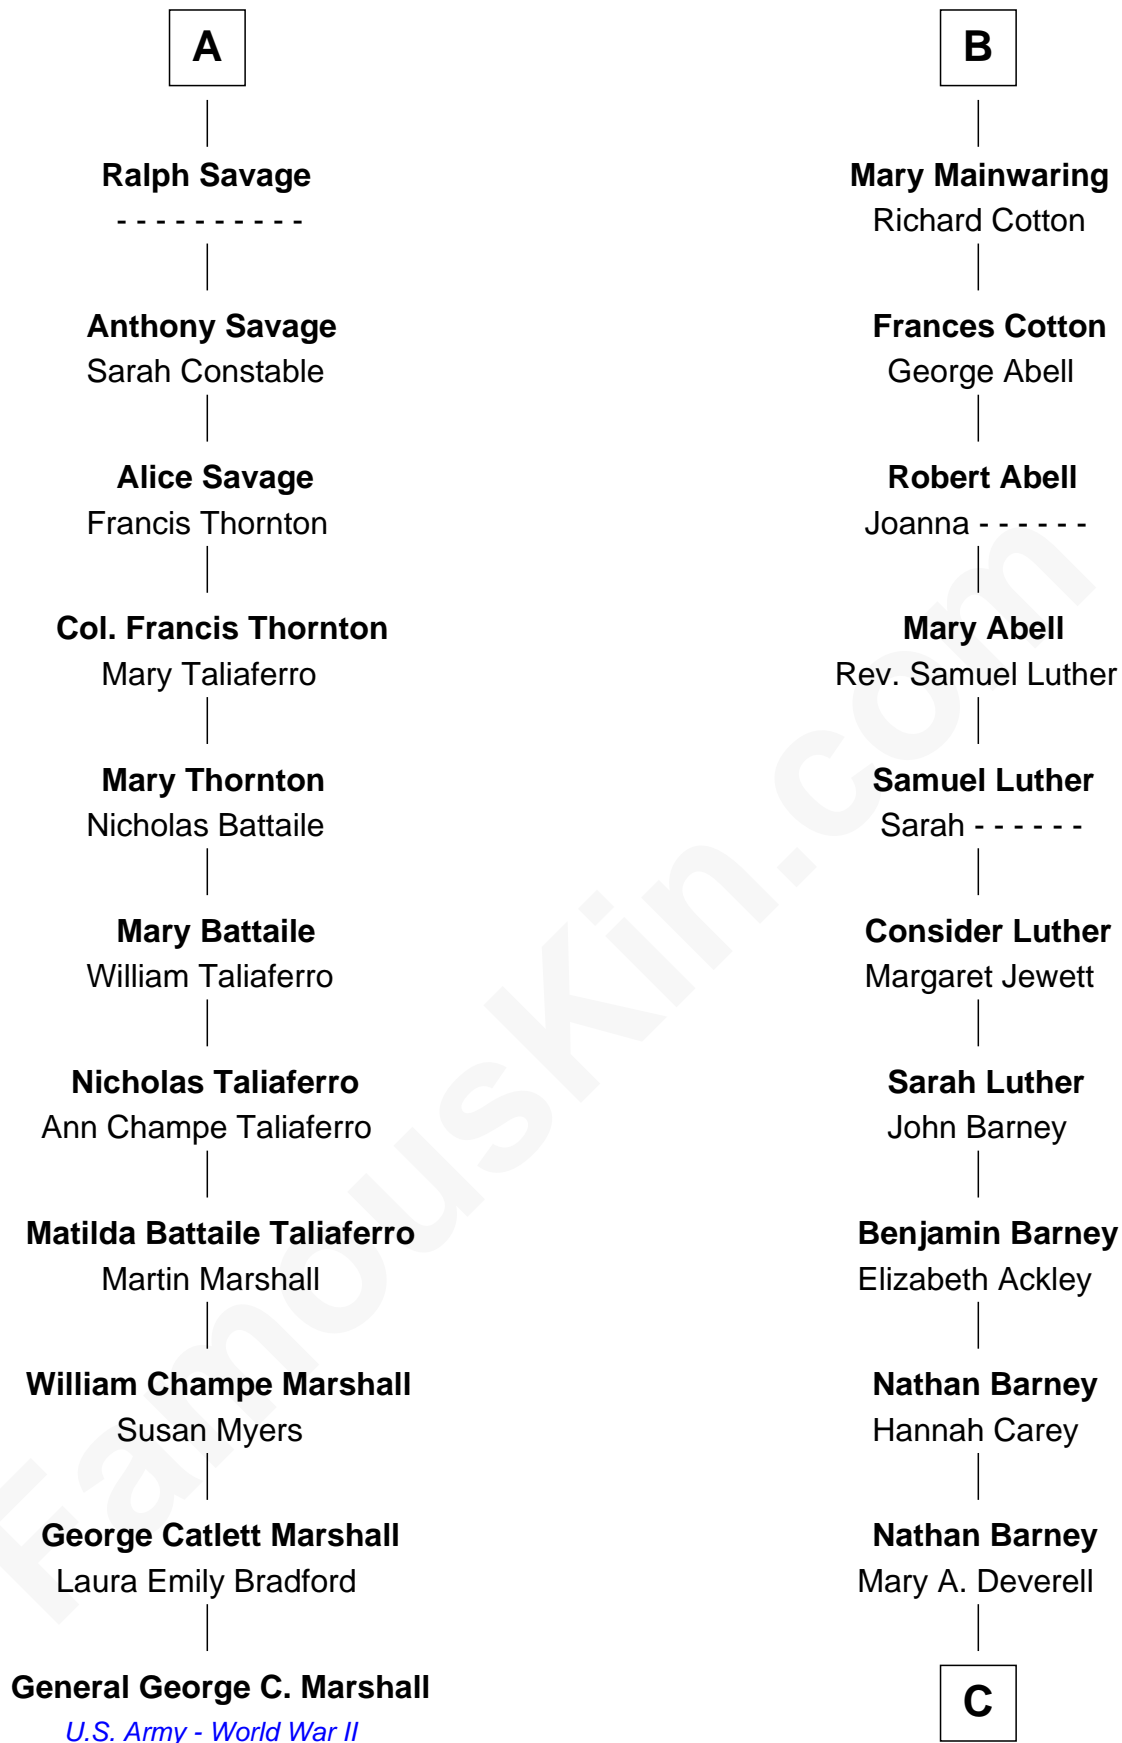 A
Ralph Savage
- - - - - - - - - -
Anthony Savage
Sarah Constable
Alice Savage
Francis Thornton
Col. Francis Thornton
Mary Taliaferro
Mary Thornton
Nicholas Battaile
Mary Battaile
William Taliaferro
Nicholas Taliaferro
Ann Champe Taliaferro
Matilda Battaile Taliaferro
Martin Marshall
William Champe Marshall
Susan Myers
George Catlett Marshall
Laura Emily Bradford
General George C. Marshall
U.S. Army - World War II
B
Mary Mainwaring
Richard Cotton
Frances Cotton
George Abell
Robert Abell
Joanna - - - - - -
Mary Abell
Rev. Samuel Luther
Samuel Luther
Sarah - - - - - -
Consider Luther
Margaret Jewett
Sarah Luther
John Barney
Benjamin Barney
Elizabeth Ackley
Nathan Barney
Hannah Carey
Nathan Barney
Mary A. Deverell
C
FamousKin.com